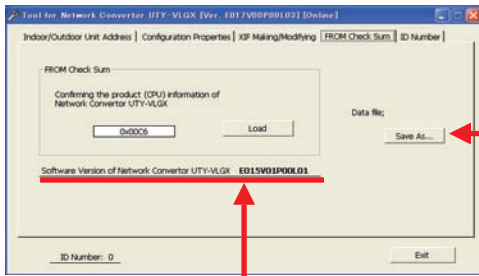 Tool for Network Convertor UTY-VLGX [Ver. E017V00P00L03] [Online]
Indoor/Outdoor Unit Address | Configuration Properties | XIF Making/Modifying | FROM Check Sum | ID Number
FROM Check Sum
Confirming the product (CPU) information of
Network Convertor UTY-VLGX
Data file;
0x00C6 Load Save As...
Software Version of Network Convertor UTY-VLGX E015V01P00L01
ID Number: 0 Exit